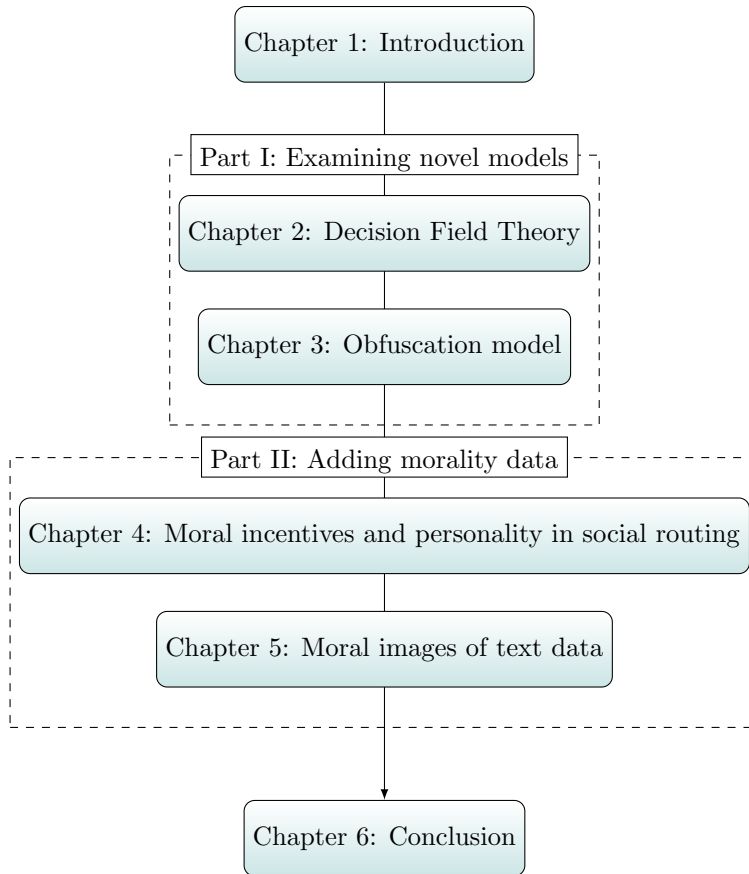 Chapter 1: Introduction
Part I: Examining novel models
Chapter 2: Decision Field Theory
Chapter 3: Obfuscation model
Part II: Adding morality data
Chapter 4: Moral incentives and personality in social routing
Chapter 5: Moral images of text data
Chapter 6: Conclusion